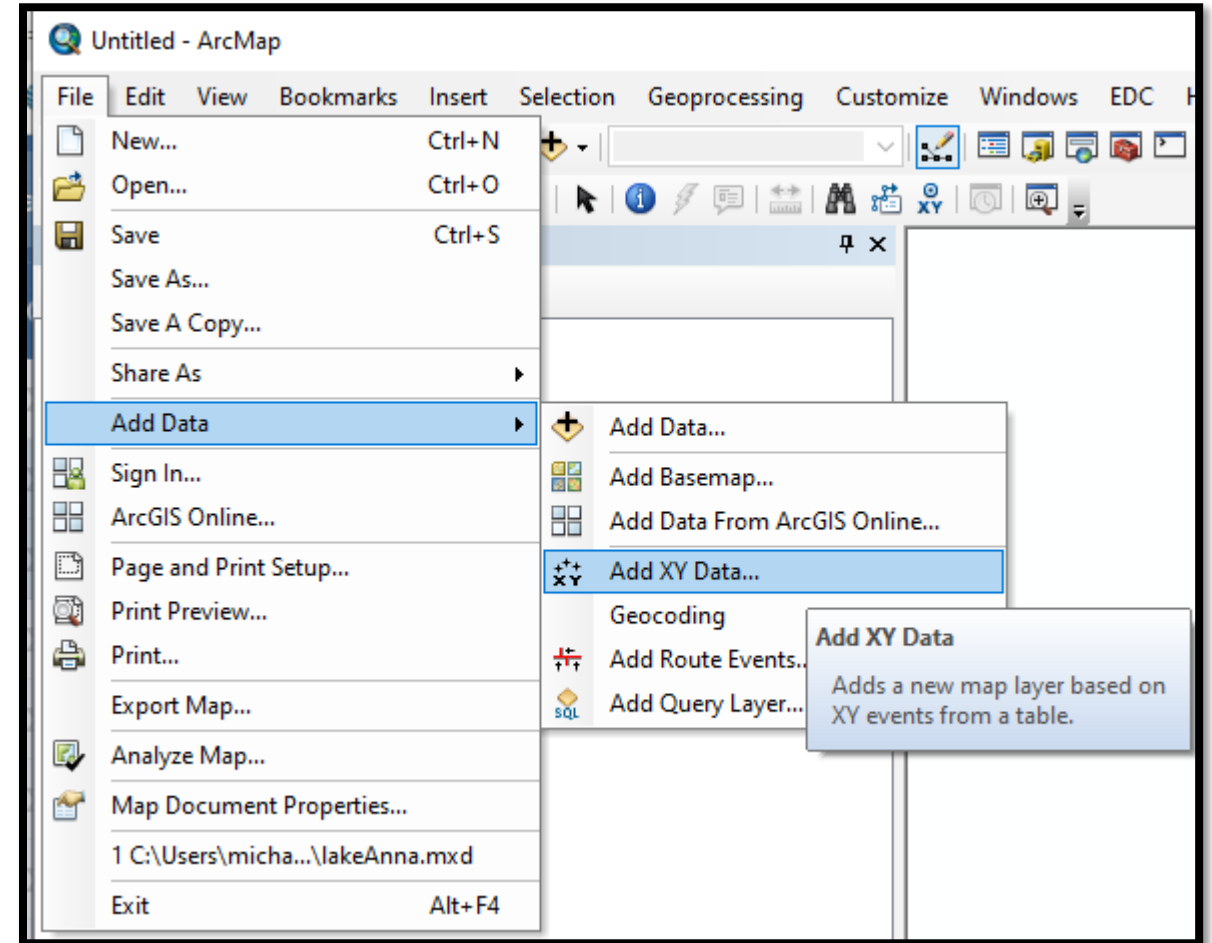 Untitled - ArcMap
File Edit View Bookmarks Insert Selection Geoprocessing Customize Windows EDC H
New... Ctrl+N
Open... Ctrl+O
XY
Save Ctrl+S
Save As...
Save A Copy...
Share As
Add Data
Add Data...
Sign In...
Add Basemap...
ArcGIS Online...
Add Data From ArcGIS Online...
Page and Print Setup...
XY Add XY Data...
Print Preview...
Geocoding
Print...
Add Route Events..
Export Map...
SQL Add Query Layer...
Add XY Data
Adds a new map layer based on
XY events from a table.
Analyze Map...
Map Document Properties...
1 C:\Users\micha...\lakeAnna.mxd
Exit Alt+F4